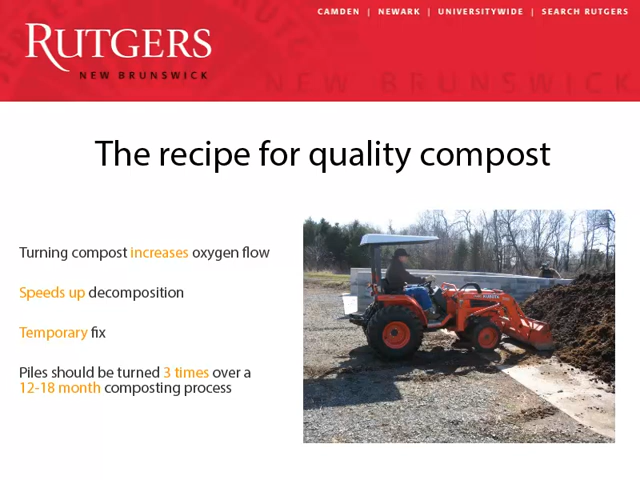 CAMDEN | NEWARK | UNIVERSITYWIDE | SEARCH RUTGERS
RUTGERS
NEW BRUNSWICK
NEW BRUNSWICK
The recipe for quality compost
Turning compost increases oxygen flow
Speeds up decomposition
Temporary fix
Piles should be turned 3 times over a
12-18 month composting process
KUBOTA